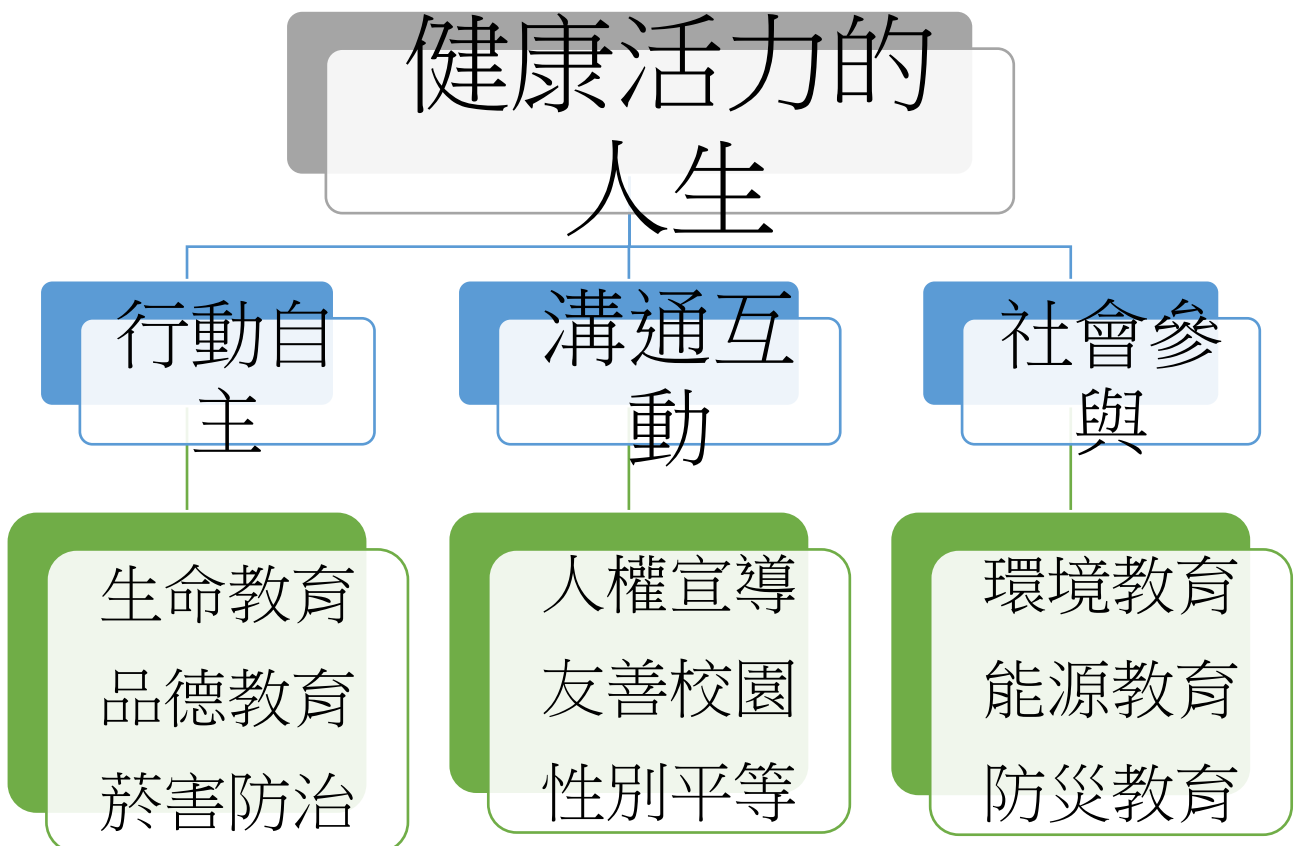 健康活力的
人生
行動自
主
溝通互
動
社會參
與
生命教育
品德教育
菸害防治
人權宣導
友善校園
性別平等
環境教育
能源教育
防災教育